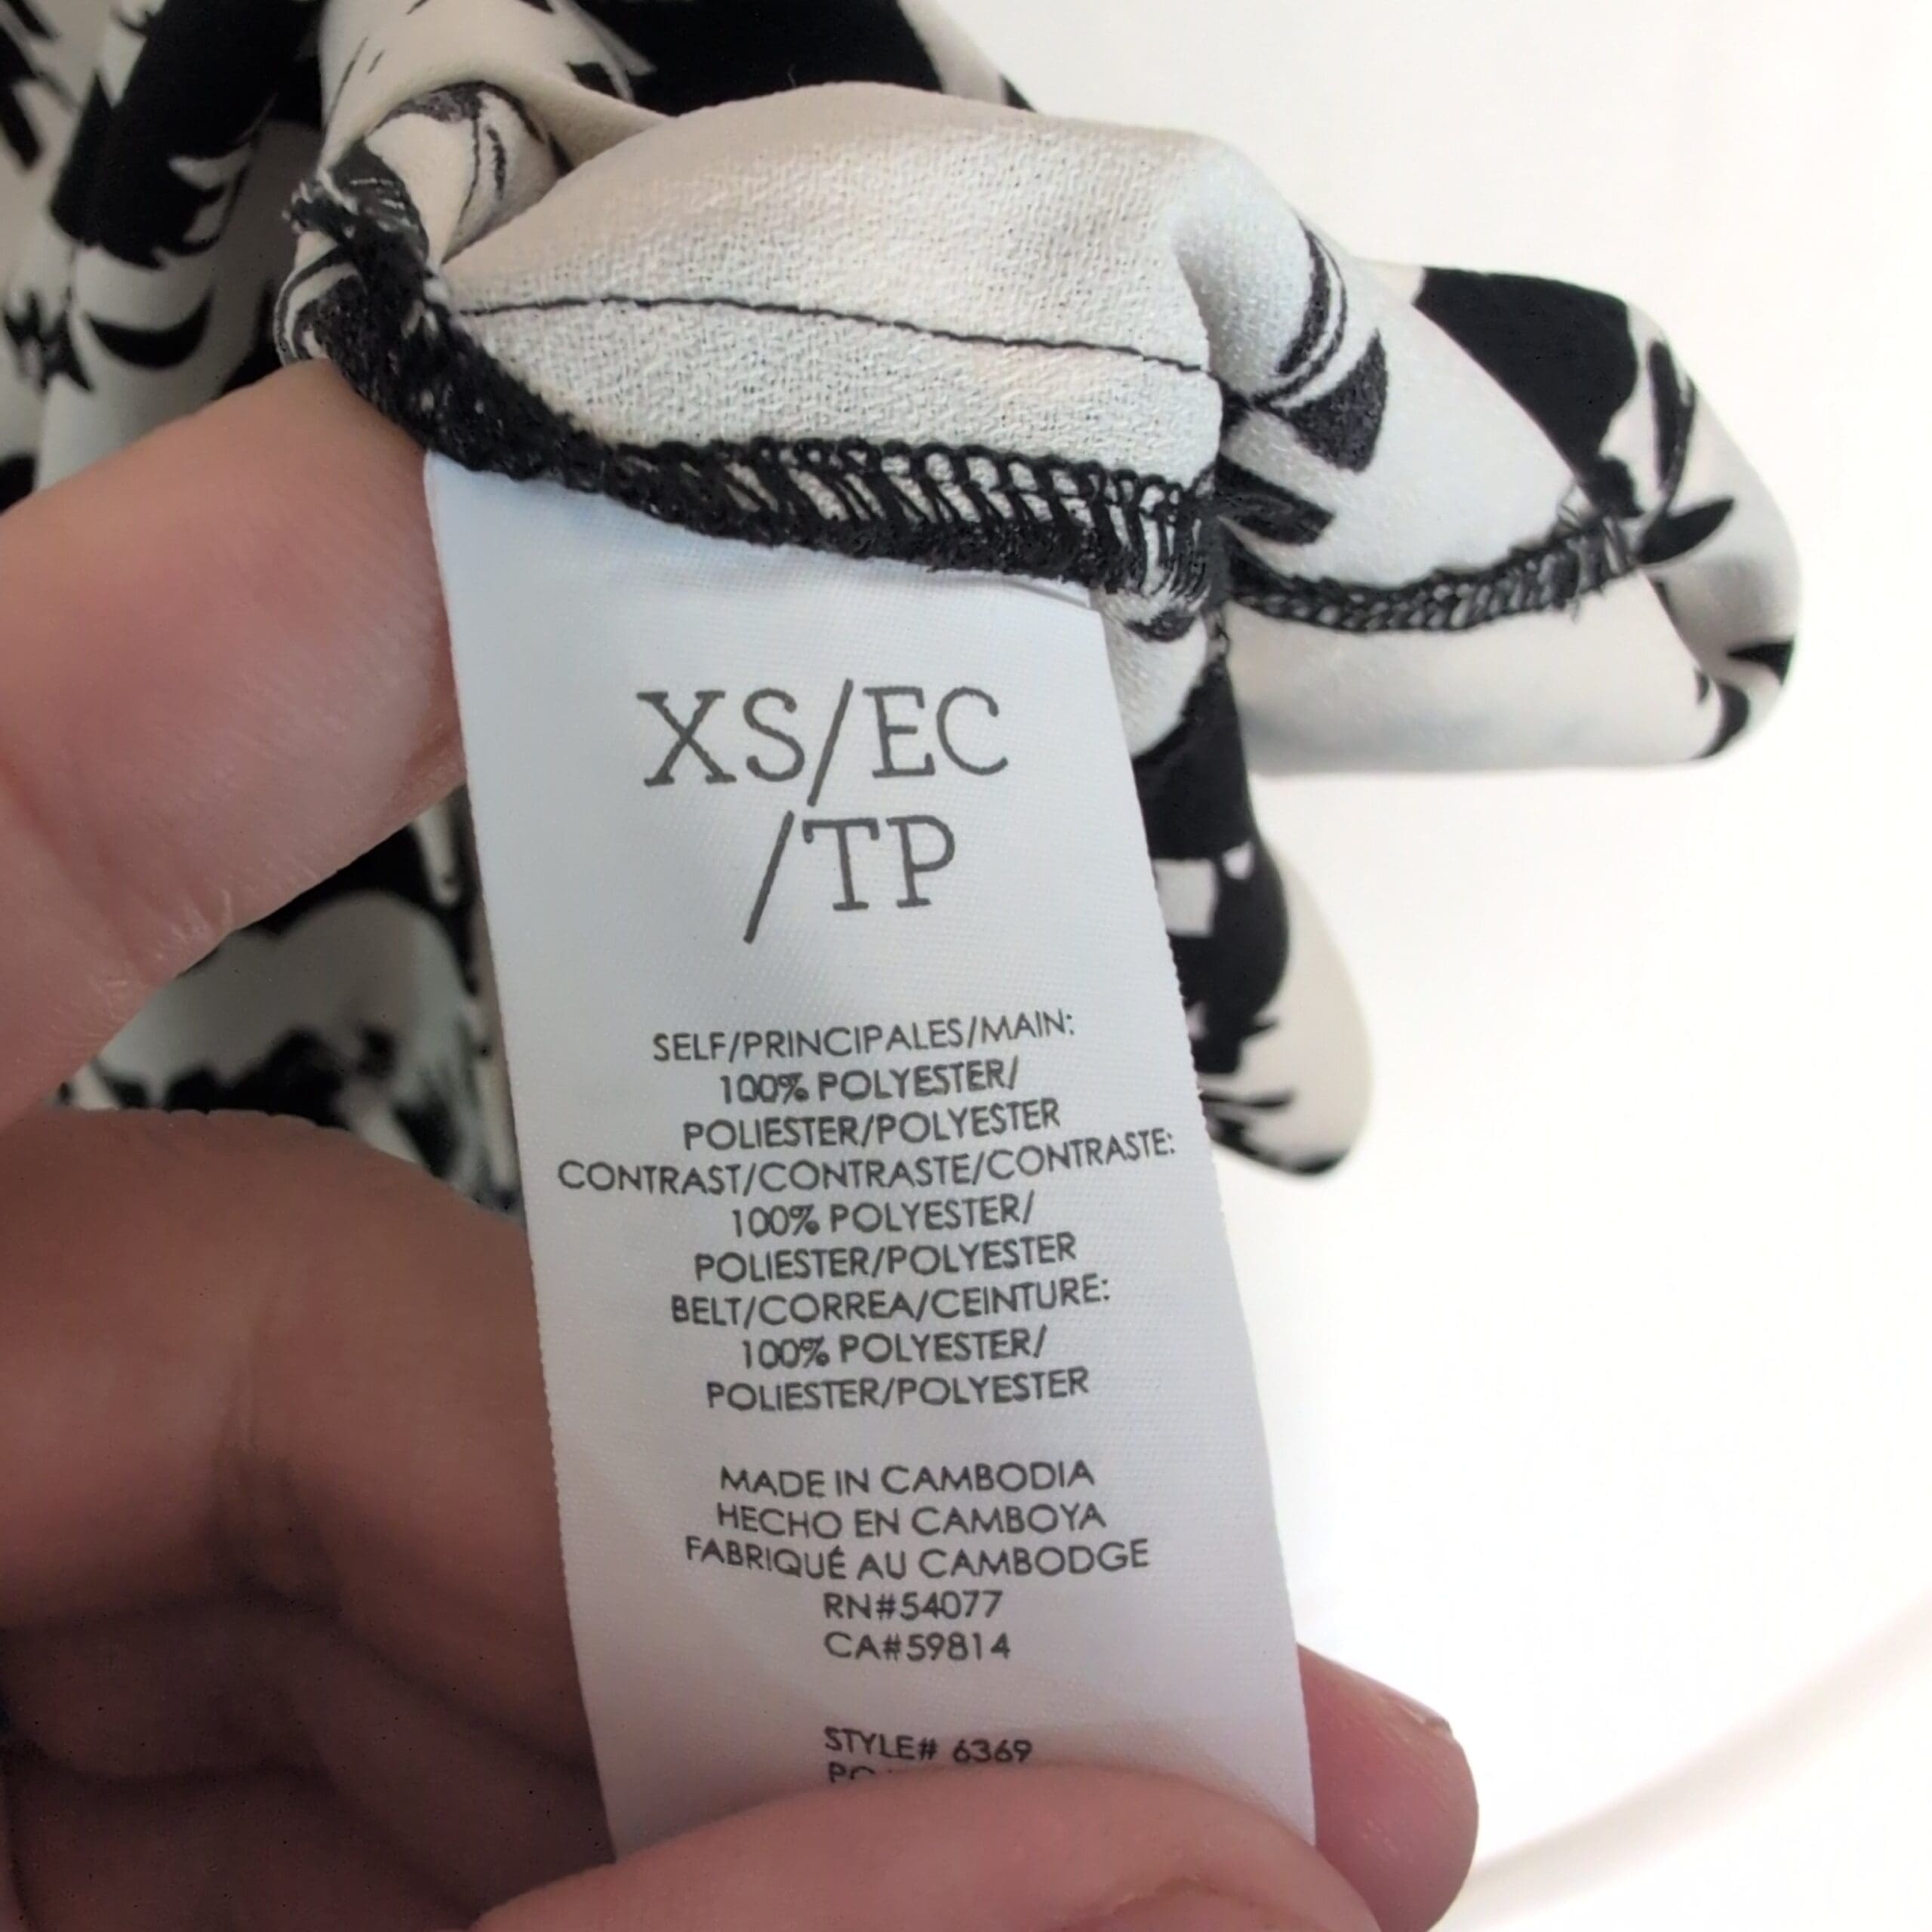 XS/EC
/TP
SELF/PRINCIPALES/MAIN:
100% POLYESTER/
POLIESTER/POLYESTER
CONTRAST/CONTRASTE/CONTRASTE:
100% POLYESTER/
POLIESTER/POLYESTER
BELT/CORREA/CEINTURE:
100% POLYESTER/
POLIESTER/POLYESTER
MADE IN CAMBODIA
HECHO EN CAMBOYA
FABRIQUÉ AU CAMBODGE
RN#54077
CA#59814
STYLE# 6369